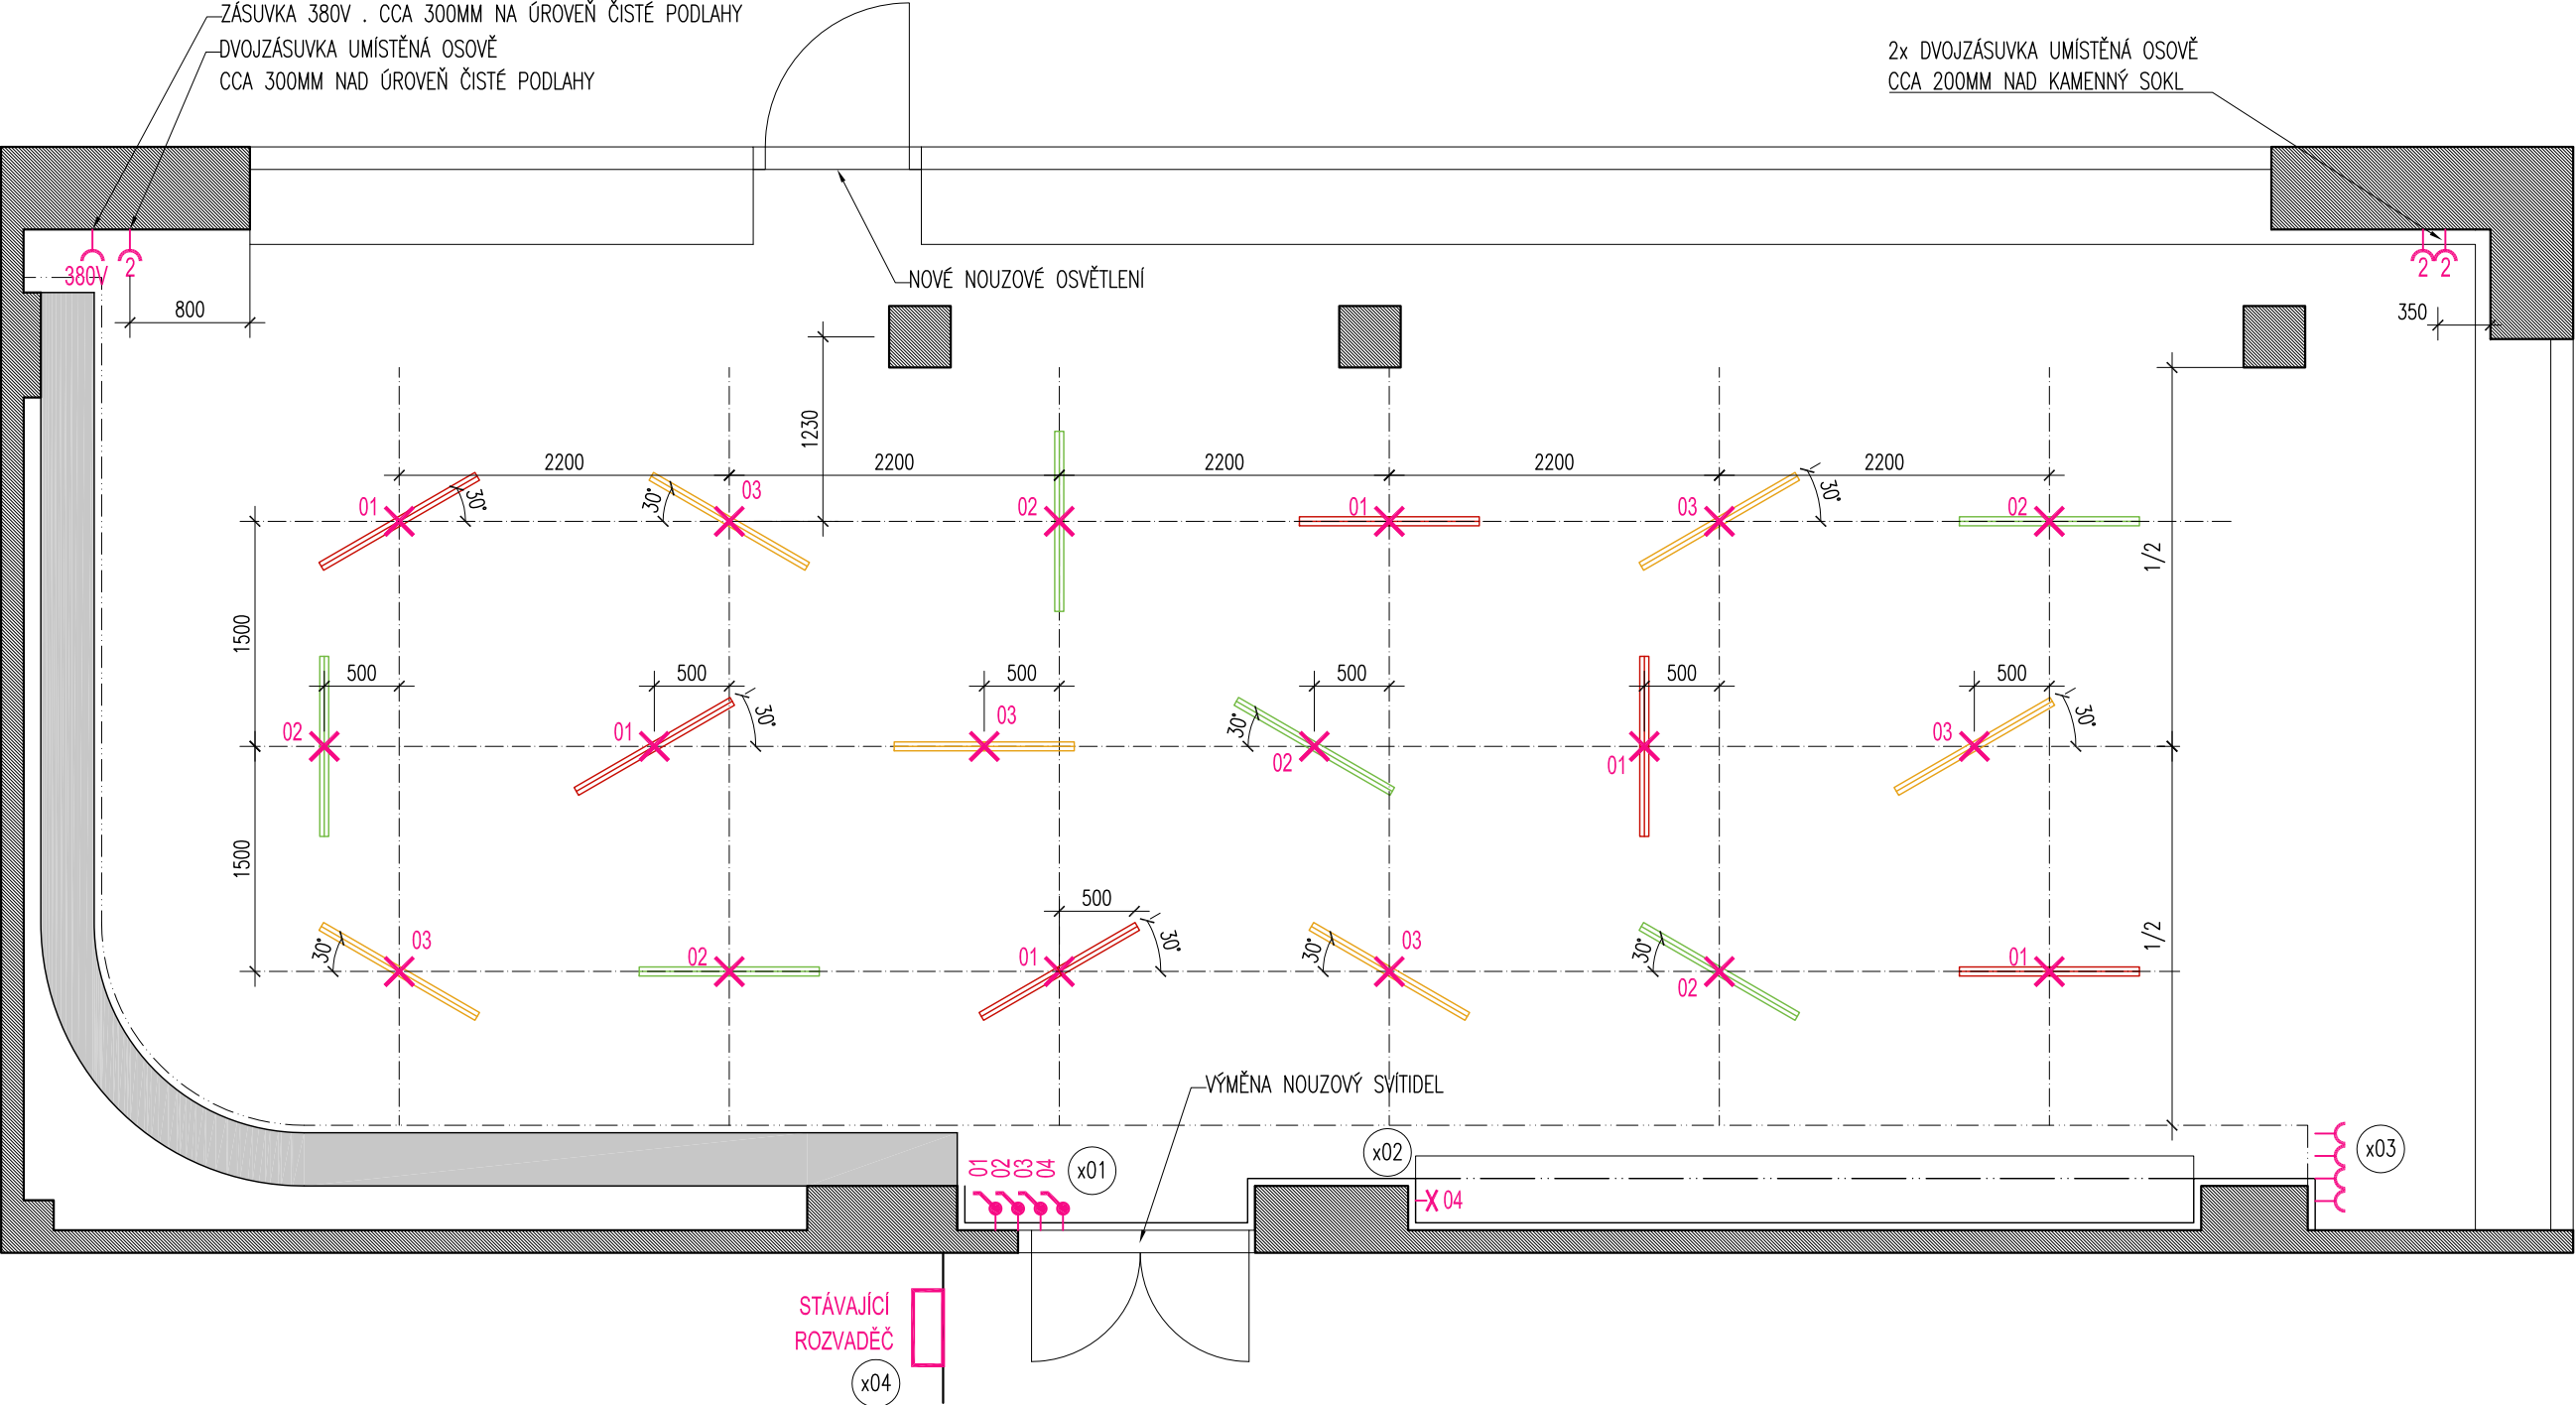 ZÁSUVKA 380V . CCA 300MM NA ÚROVEŇ ČISTÉ PODLAHY
DVOJZÁSUVKA UMÍSTĚNÁ OSOVĚ
CCA 300MM NAD ÚROVEŇ ČISTÉ PODLAHY
2x DVOJZÁSUVKA UMÍSTĚNÁ OSOVĚ
CCA 200MM NAD KAMENNÝ SOKL
380V 2
2 2
NOVÉ NOUZOVÉ OSVĚTLENÍ
800
350
1230
2200 2200 2200 2200 2200
01 30° 30° 03 02 01 03 30° 02
1/2
1500
500 500 500 500 500 500
02 01 30° 03 30° 02 01 03 30°
1500
500
1/2
30° 03 02 01 30° 30° 03 30° 02 01
VÝMĚNA NOUZOVÝ SVÍTIDEL
01 02 03 04
x01
x02
x03
04
STÁVAJÍCÍ
ROZVADĚČ
x04